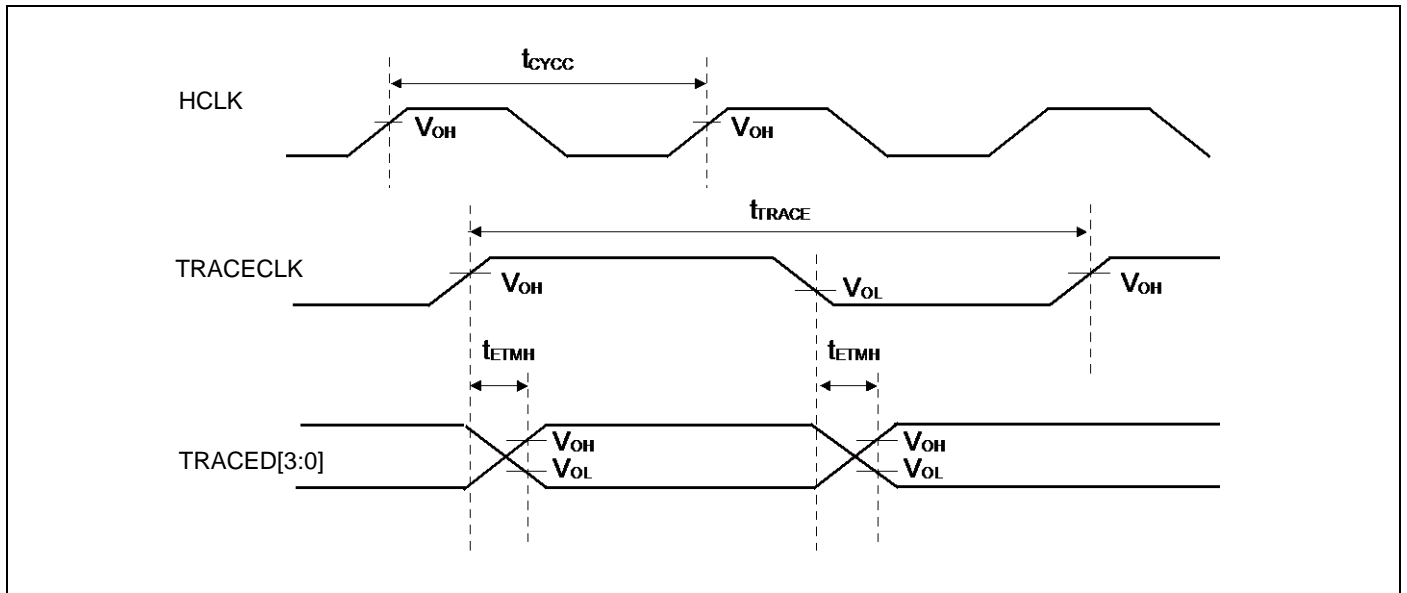 tCYCC
HCLK
VOH
VOH
tTRACE
TRACECLK
VOH
VOL
VOH
tETMH
tETMH
TRACED[3:0]
VOH
VOL
VOH
VOL